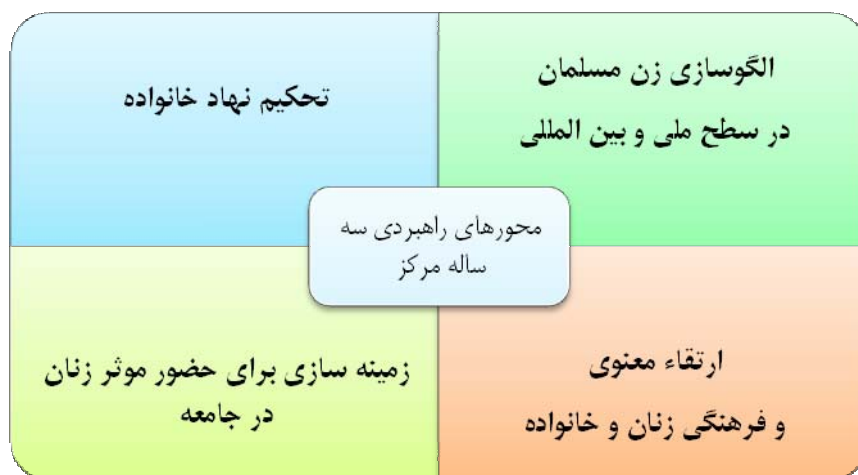 الگوسازی زن مسلمان
در سطح ملی و بین المللی
تحکیم نهاد خانواده
محورهای راهبردی سه
ساله مرکز
ارتقاء معنوی
و فرهنگی زنان و خانواده
زمینه سازی برای حضور موثر زنان
در جامعه